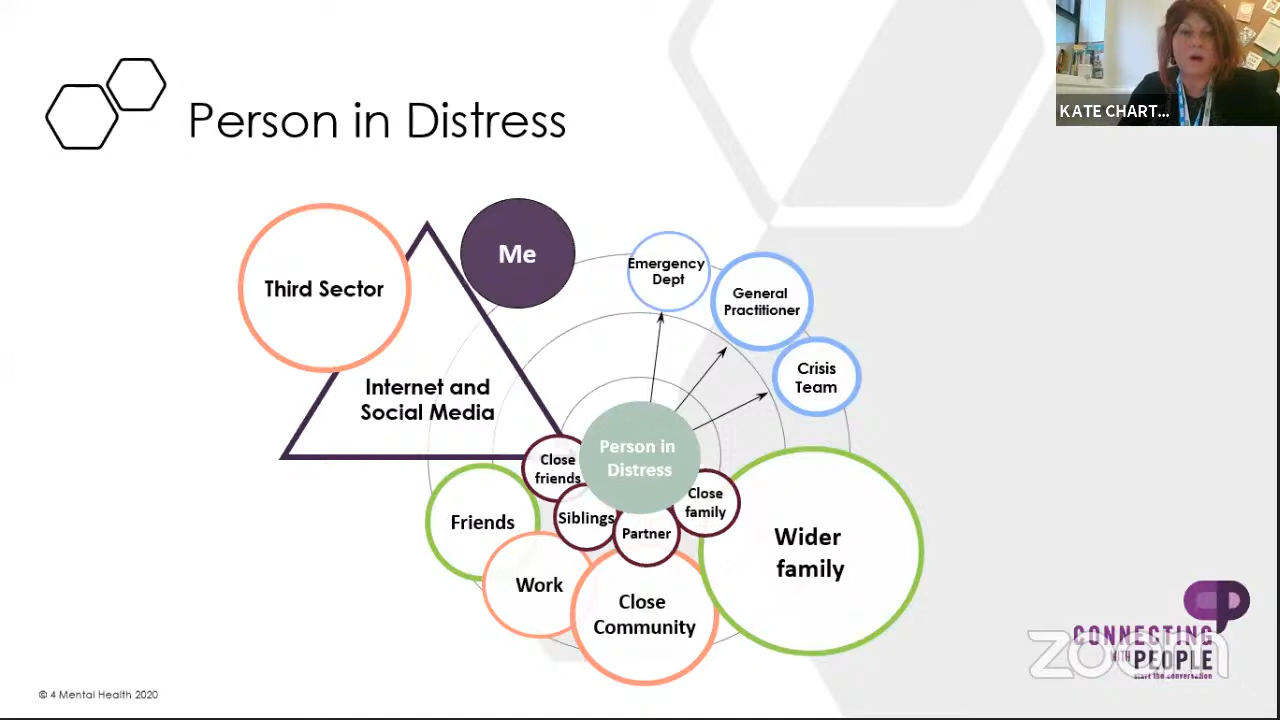 KATE CHART...
Person in Distress
Me
Third Sector
Emergency
Dept
General
Practitioner
Crisis
Team
Internet and
Social Media
Person in
Distress
Close
friends
Siblings
Partner
Close
family
Friends
Work
Close
Community
Wider
family
CONNECTING
WITH PEOPLE
start the conversation
zoom
© 4 Mental Health 2020